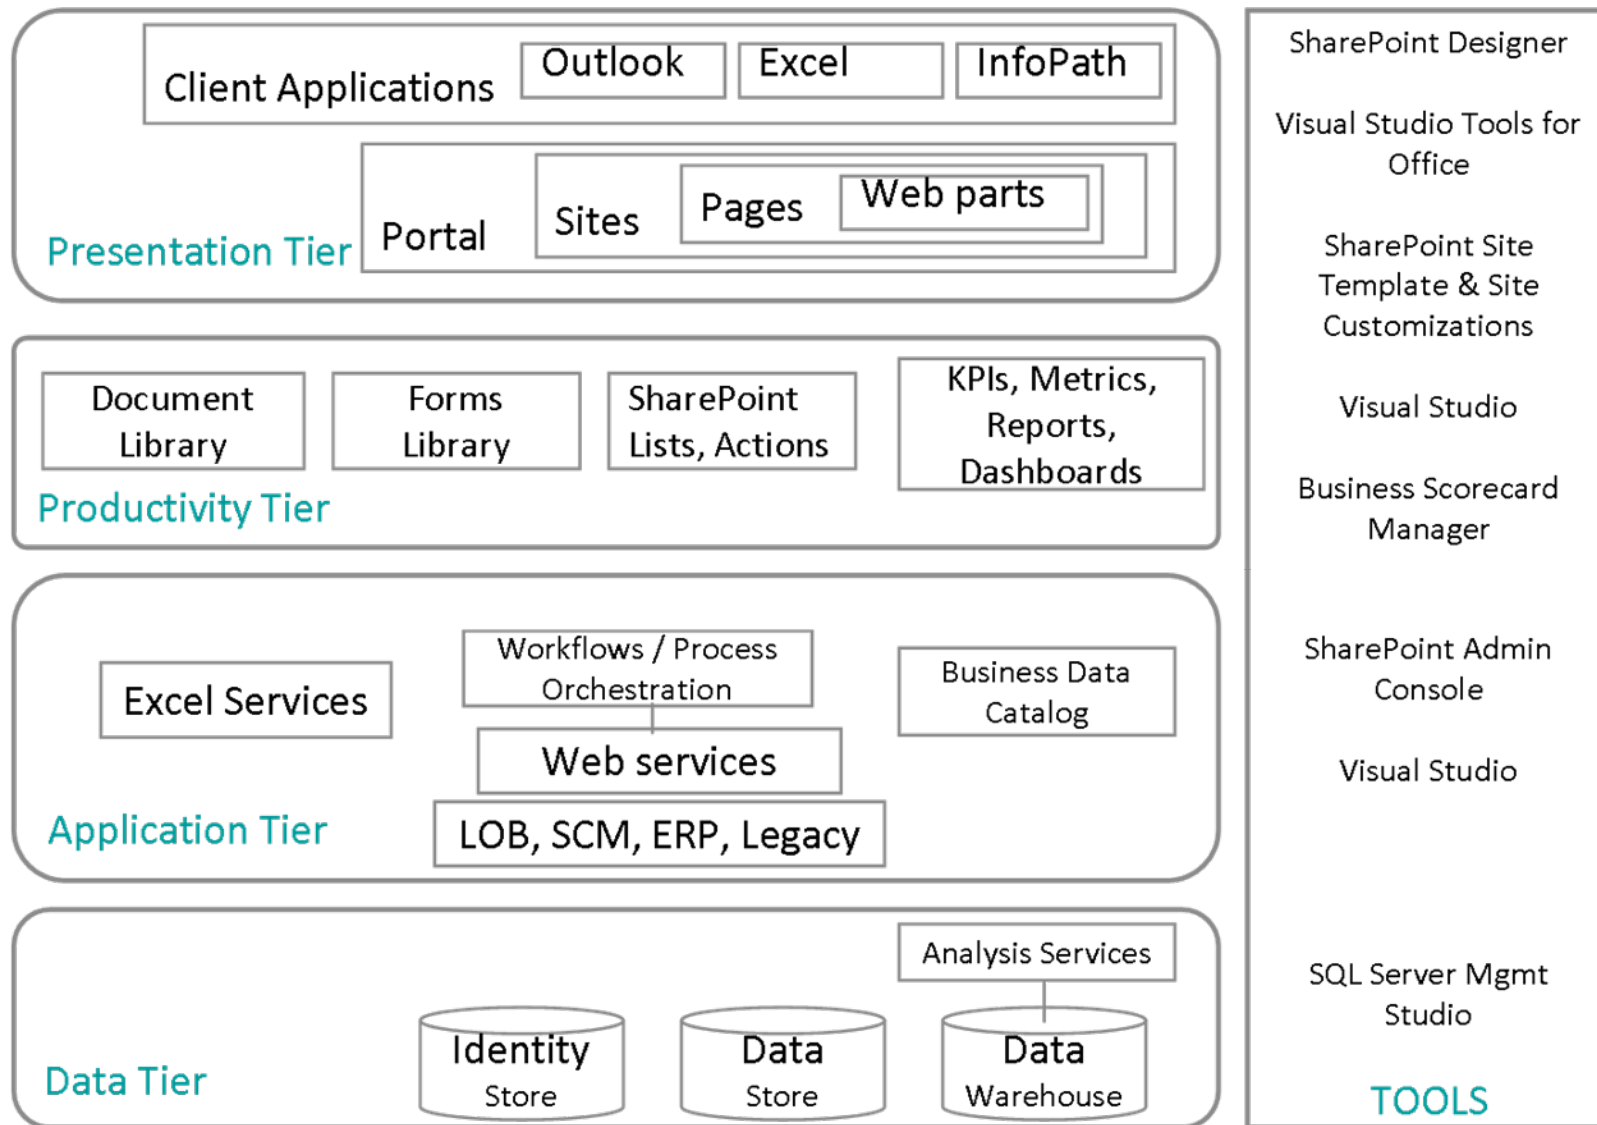 Client Applications
Outlook
Excel
InfoPath
Portal
Sites
Pages
Web parts
Presentation Tier
Document
Library
Forms
Library
SharePoint
Lists, Actions
KPIs, Metrics,
Reports,
Dashboards
Productivity Tier
Excel Services
Workflows / Process
Orchestration
Business Data
Catalog
Web services
LOB, SCM, ERP, Legacy
Application Tier
Analysis Services
Identity
Store
Data
Store
Data
Warehouse
Data Tier
SharePoint Designer
Visual Studio Tools for
Office
SharePoint Site
Template & Site
Customizations
Visual Studio
Business Scorecard
Manager
SharePoint Admin
Console
Visual Studio
SQL Server Mgmt
Studio
TOOLS